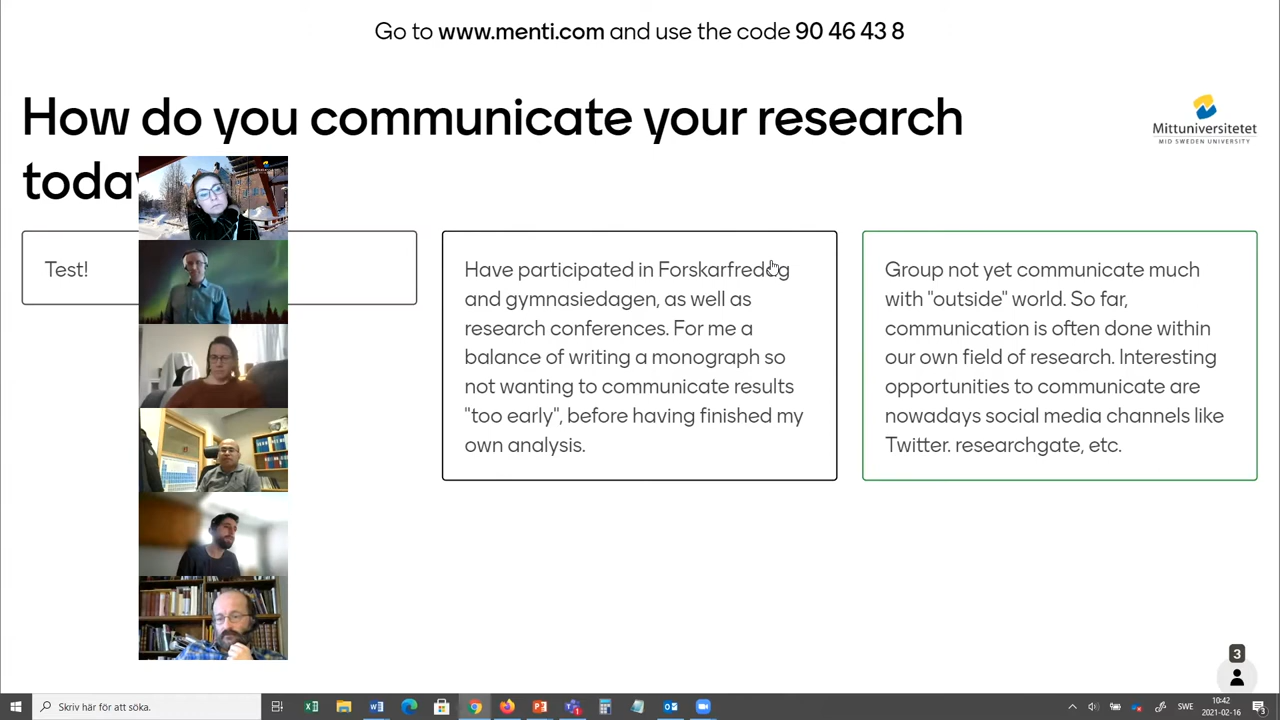 Go to www.menti.com and use the code 90 46 43 8
How do you communicate your research
Mittuniversitetet
MID SWEDEN UNIVERSITY
Test!
Have participated in Forskarfredag
and gymnasiedagen, as well as
research conferences. For me a
balance of writing a monograph so
not wanting to communicate results
"too early", before having finished my
own analysis.
Group not yet communicate much
with "outside" world. So far,
communication is often done within
our own field of research. Interesting
opportunities to communicate are
nowadays social media channels like
Twitter. researchgate, etc.
3
Skriv här för att söka.
SWE
10:42
2021-02-16